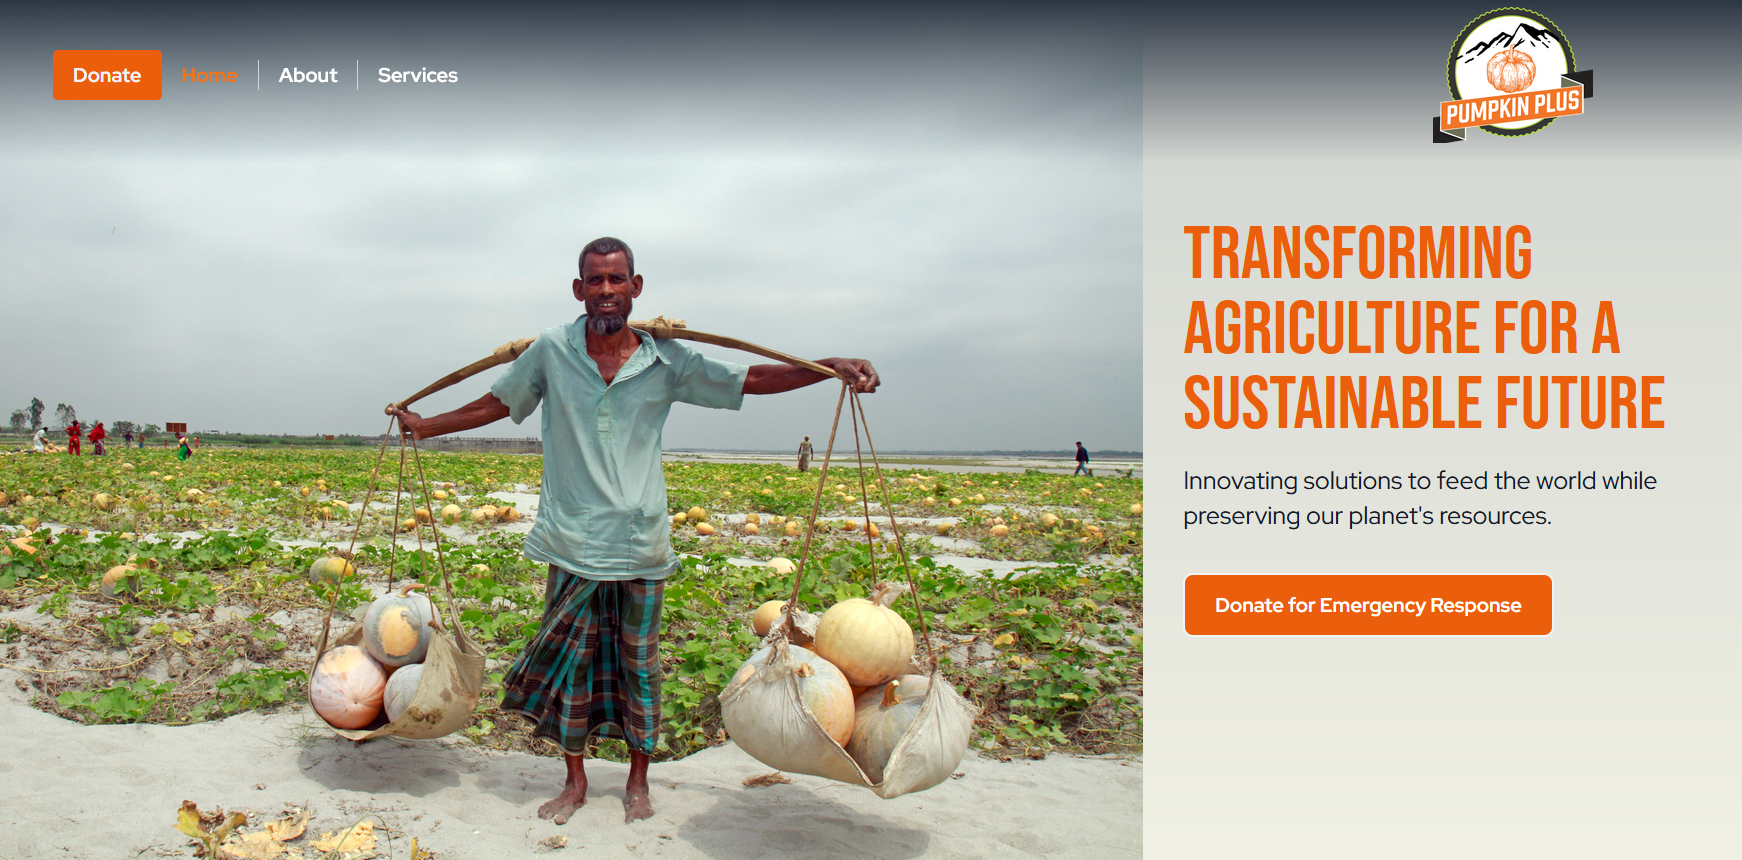 Donate
Home
About
Services
PUMPKIN PLUS
TRANSFORMING
AGRICULTURE FOR A
SUSTAINABLE FUTURE
Innovating solutions to feed the world while
preserving our planet's resources.
Donate for Emergency Response